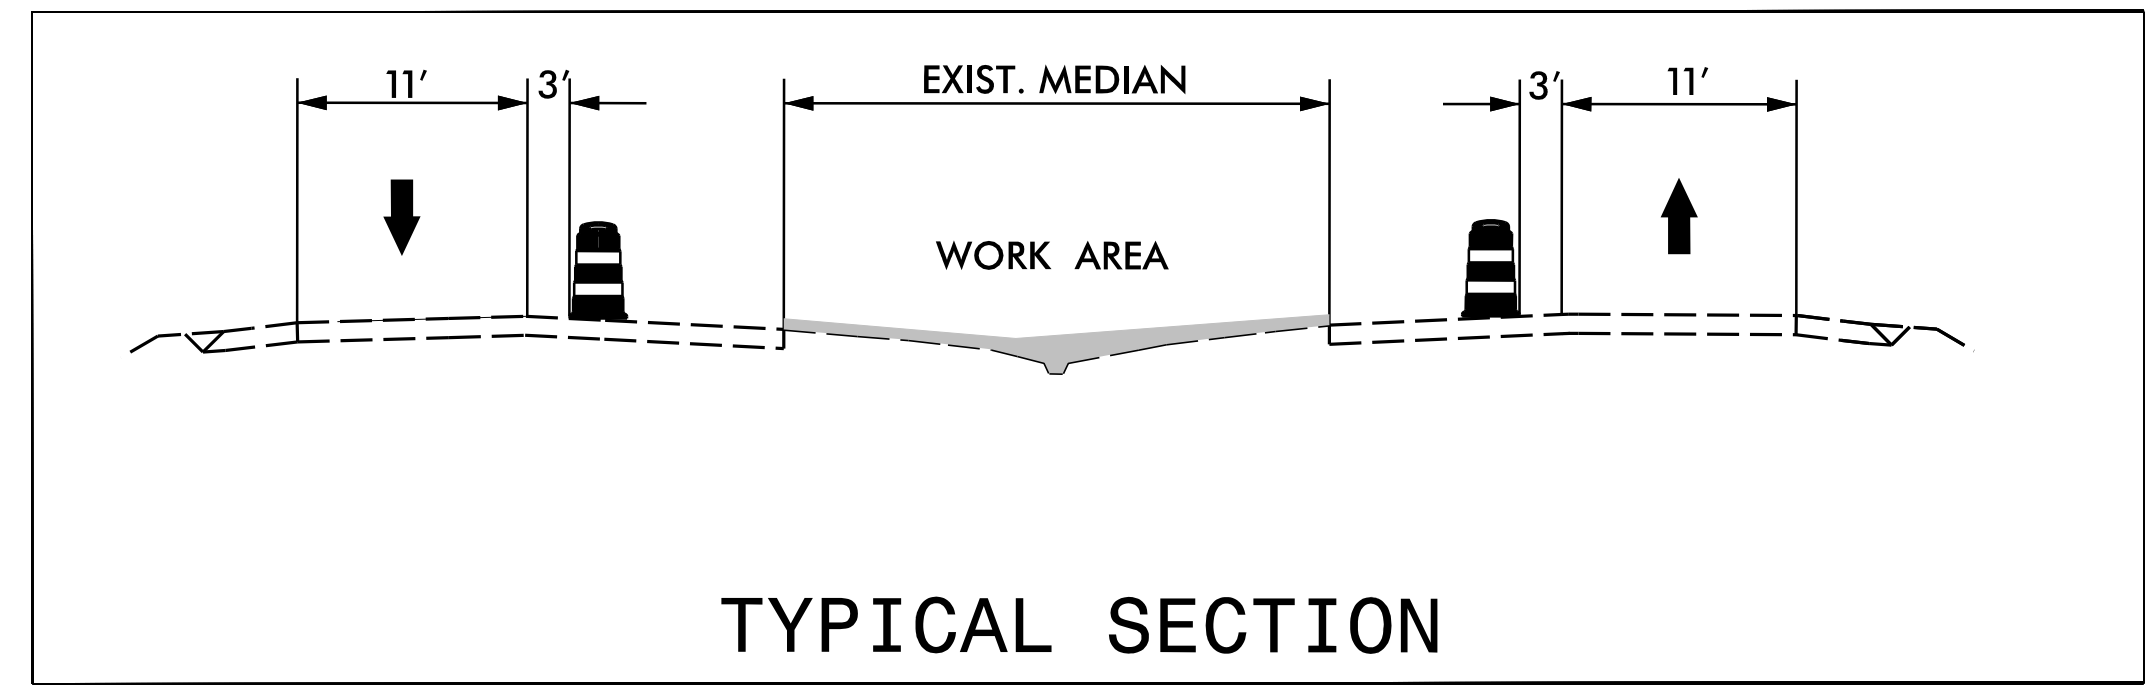 11' 3' EXIST. MEDIAN 3' 11'
WORK AREA
TYPICAL SECTION